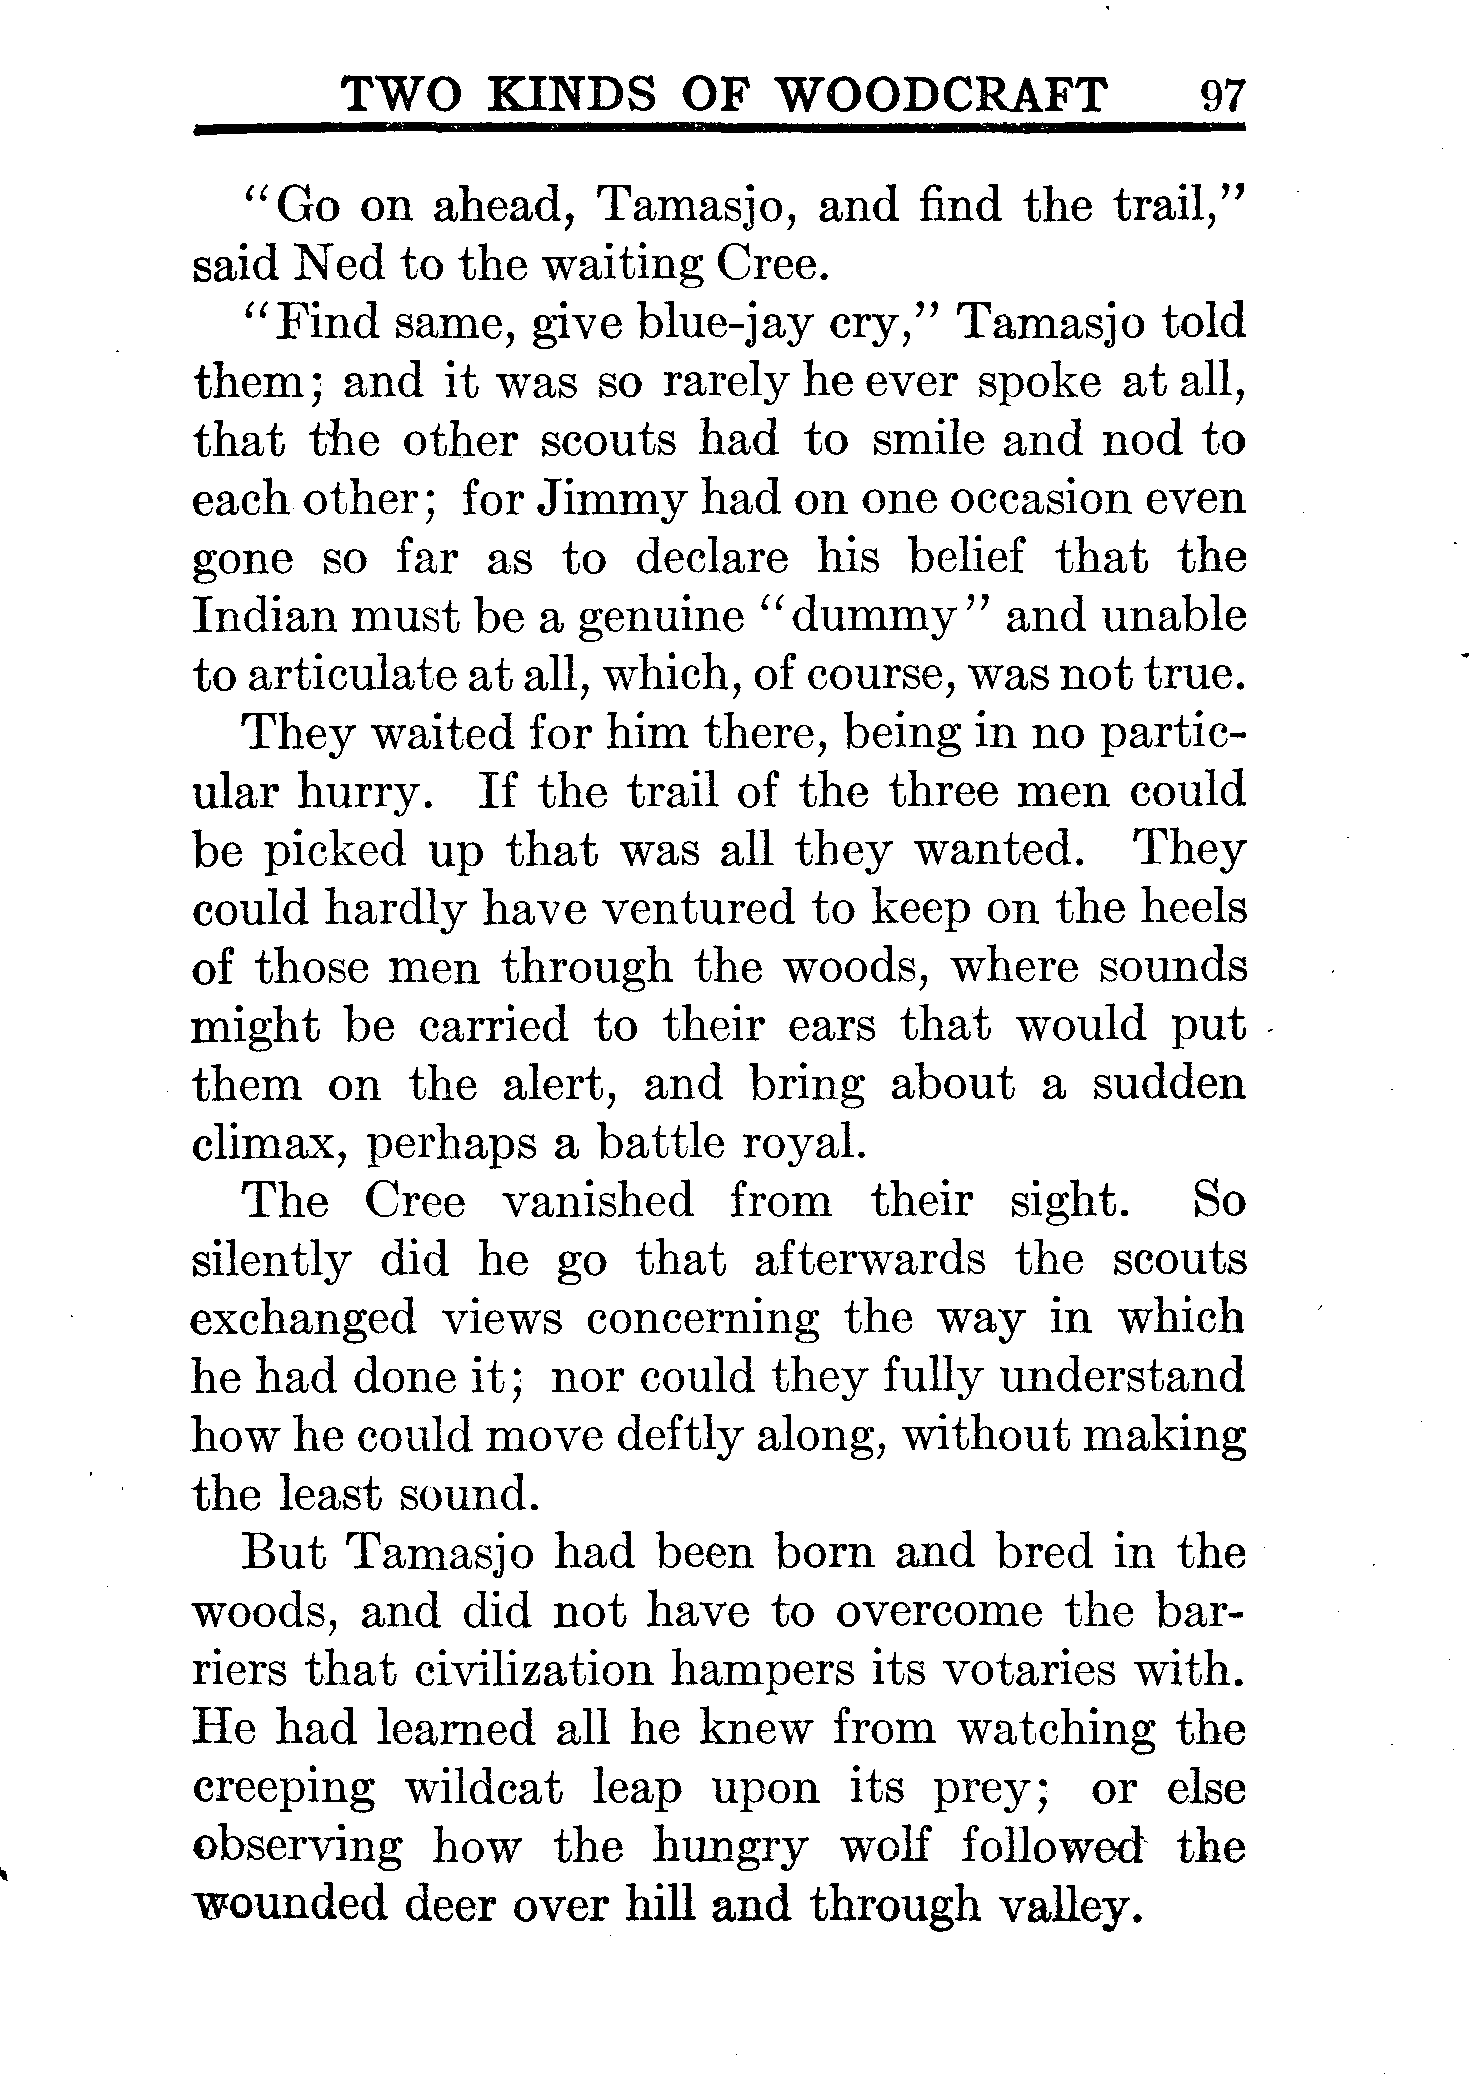 TWO KINDS OF WOODCRAFT 97
"Go on ahead, Tamasjo, and find the trail,"
said Ned to the waiting Cree.
"Find same, give blue-jay cry," Tamasjo told
them; and it was so rarely he ever spoke at all,
that the other scouts had to smile and nod to
each other; for Jimmy had on one occasion even
gone so far as to declare his belief that the
Indian must be a genuine "dummy" and unable
to articulate at all, which, of course, was not true.
They waited for him there, being in no partic-
ular hurry. If the trail of the three men could
be picked up that was all they wanted. They
could hardly have ventured to keep on the heels
of those men through the woods, where sounds
might be carried to their ears that would put
them on the alert, and bring about a sudden
climax, perhaps a battle royal.
The Cree vanished from their sight. So
silently did he go that afterwards the scouts
exchanged views concerning the way in which
he had done it; nor could they fully understand
how he could move deftly along, without making
the least sound.
But Tamasjo had been born and bred in the
woods, and did not have to overcome the bar-
riers that civilization hampers its votaries with.
He had learned all he knew from watching the
creeping wildcat leap upon its prey; or else
observing how the hungry wolf followed the
wounded deer over hill and through valley.